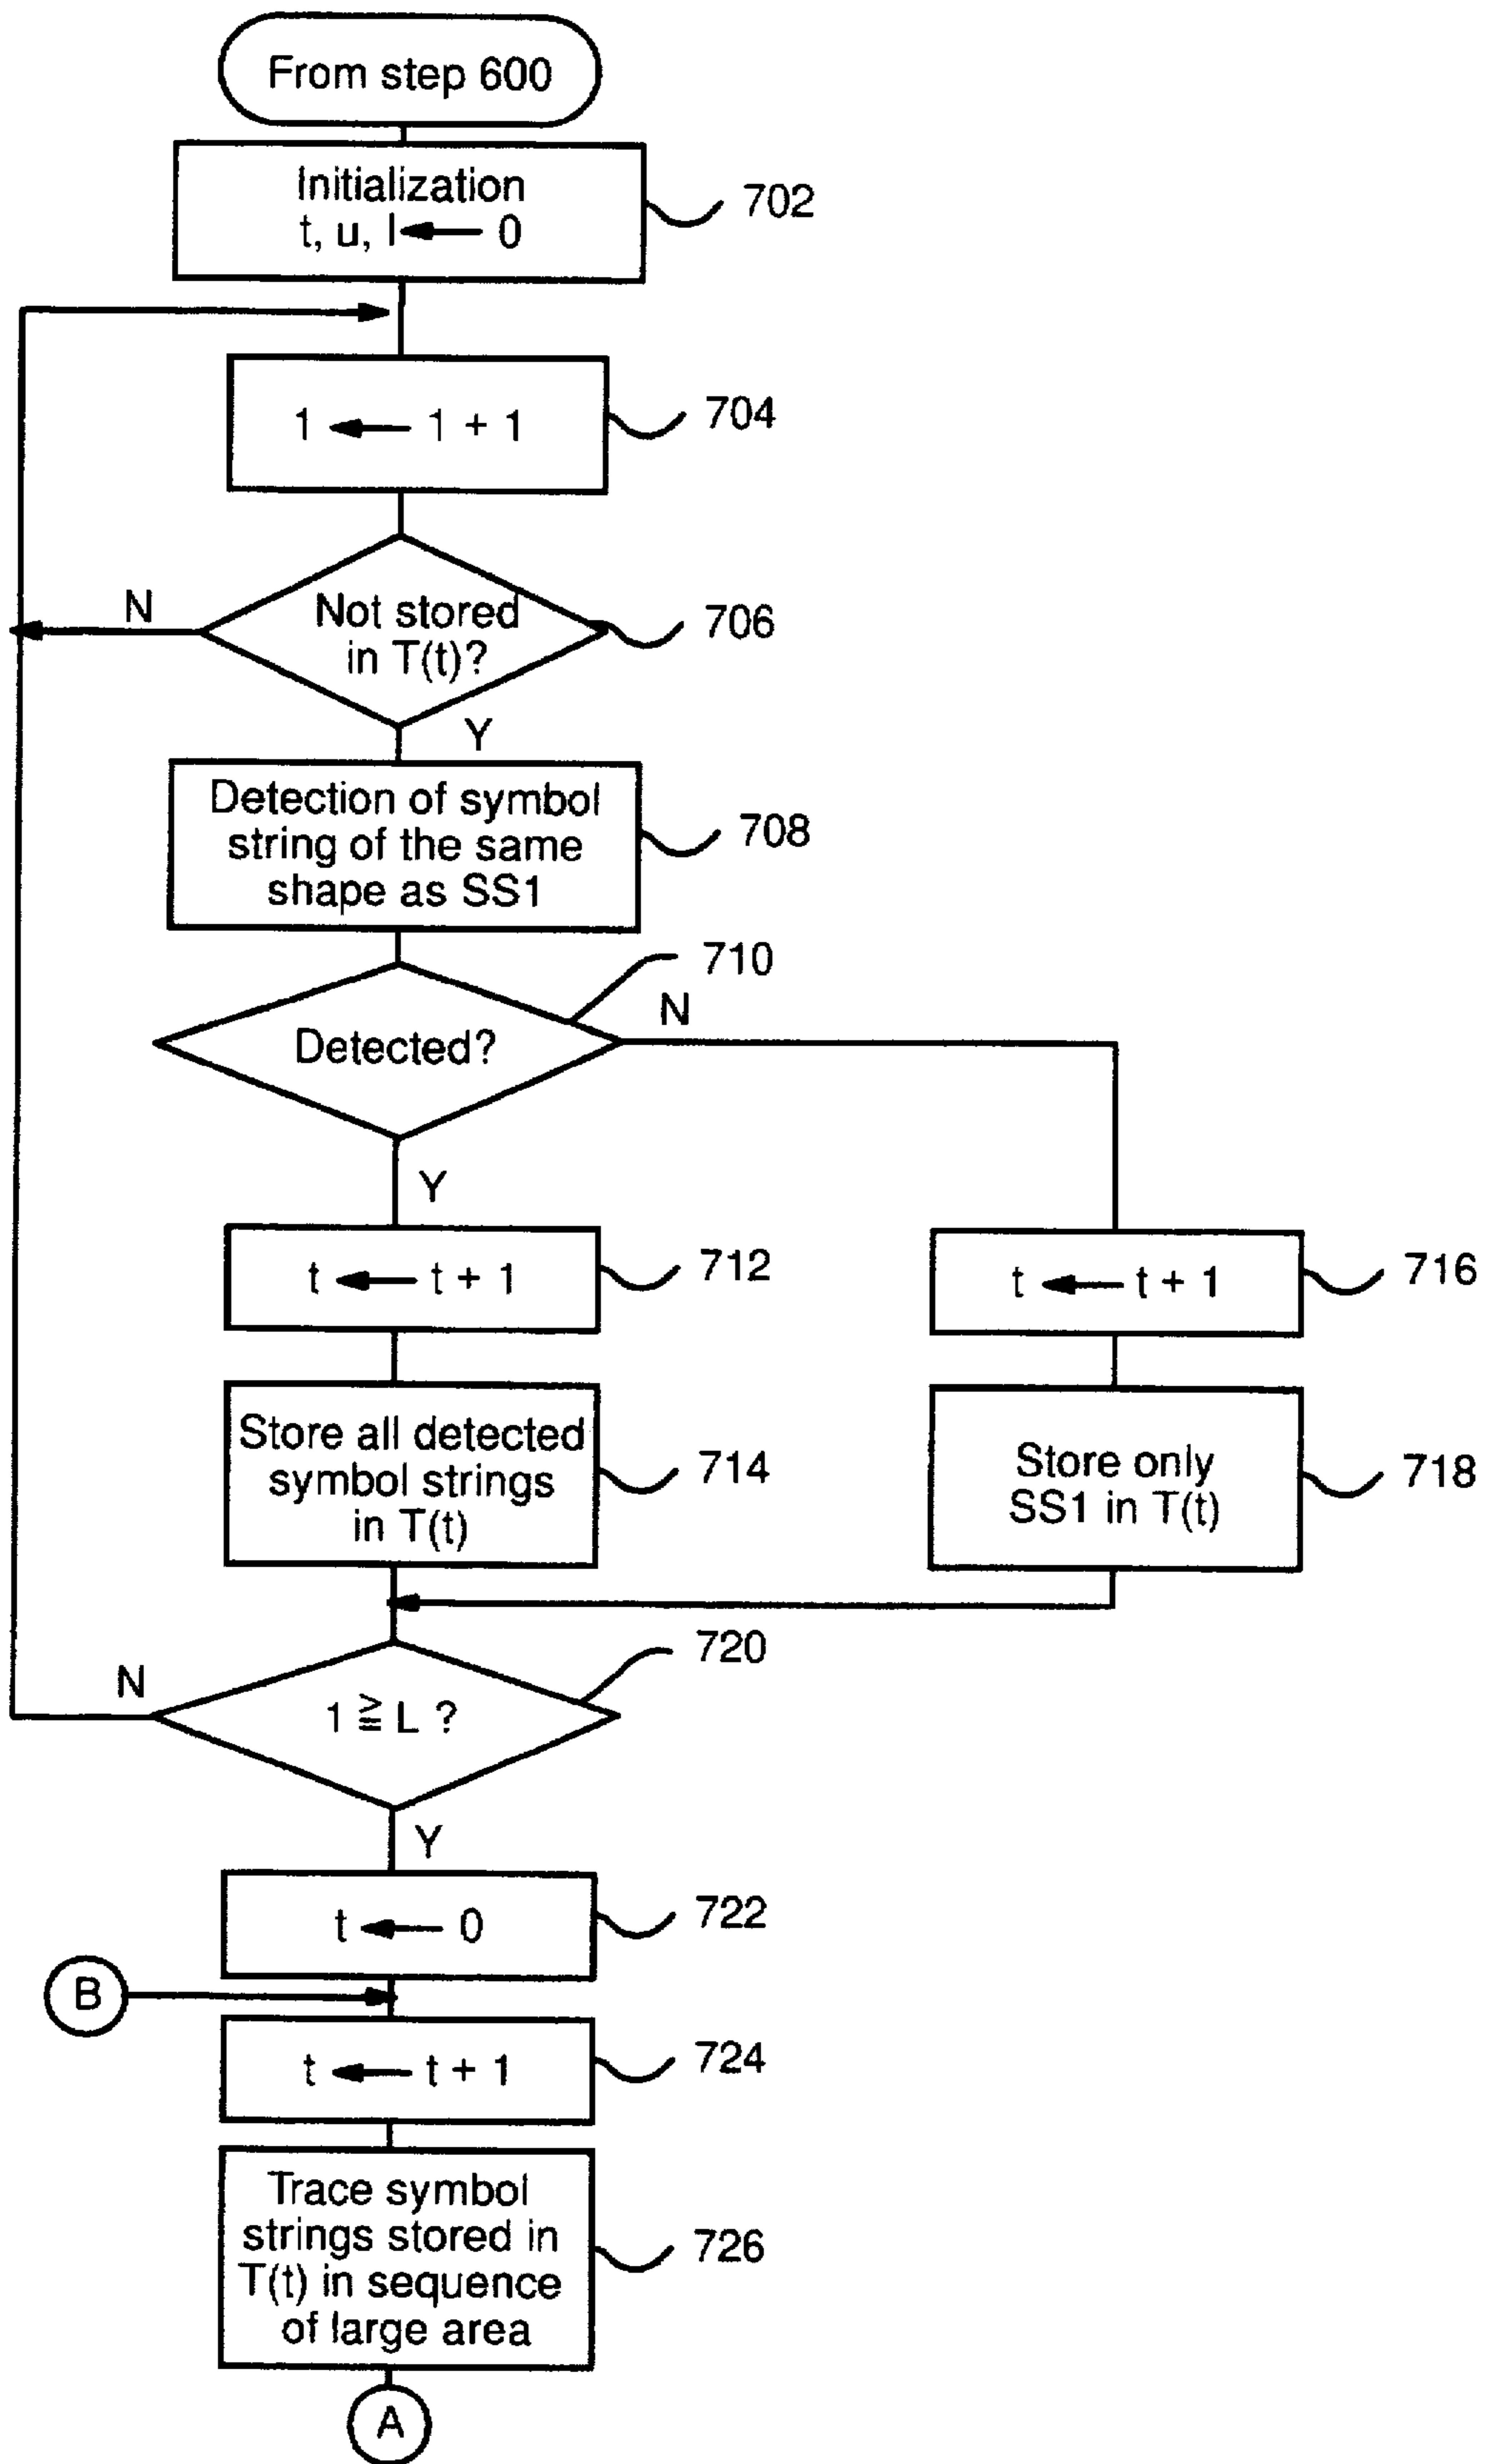 From step 600
Initialization
t, u, l ← 0
702
1 ← 1 + 1
704
N
Not stored
in T(t)?
706
Y
Detection of symbol
string of the same
shape as SS1
708
710
N
Detected?
Y
t ← t + 1
712
t ← t + 1
716
Store all detected
symbol strings
in T(t)
714
Store only
SS1 in T(t)
718
720
N
1 ≧ L ?
Y
t ← 0
722
B
t ← t + 1
724
Trace symbol
strings stored in
T(t) in sequence
of large area
726
A